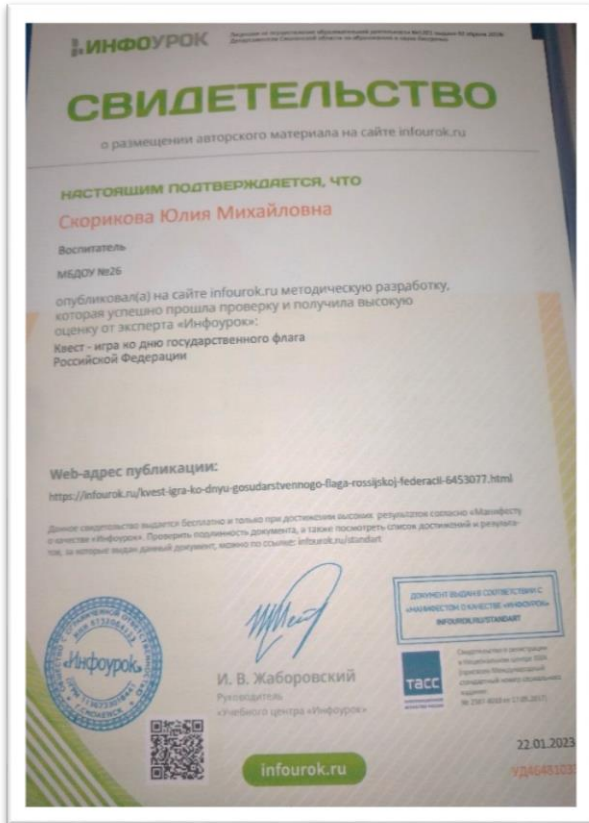 ИНФОУРОК
СВИДЕТЕЛЬСТВО
о размещении авторского материала на сайте infourok.ru
НАСТОЯЩИМ ПОДТВЕРЖДАЕТСЯ, ЧТО
Скорикова Юлия Михайловна
Воспитатель
МБДОУ №26
опубликовал(а) на сайте infourok.ru методическую разработку,
которая успешно прошла проверку и получила высокую
оценку от эксперта «Инфоурок»:
Квест - игра ко дню государственного флага
Российской Федерации
Web-адрес публикации:
https://infourok.ru/kvest-igra-ko-dnyu-gosudarstvennogo-flaga-rossijskoj-federacii-6453077.html
Данное свидетельство выдается бесплатно и только при достижении высоких результатов согласно «Манифесту
о качестве «Инфоурок». Проверить подлинность документа, а также посмотреть список достижений и результа-
тов, за которые выдан данный документ, можно по ссылке: infourok.ru/standart
ДОКУМЕНТ ВЫДАН В СООТВЕТСТВИИ С
«МАНИФЕСТОМ О КАЧЕСТВЕ «ИНФОУРОК»
INFOUROK.RU/STANDART
«Инфоурок»
И. В. Жаборовский
Руководитель
«Учебного центра «Инфоурок»
ТАСС
22.01.2023
infourok.ru